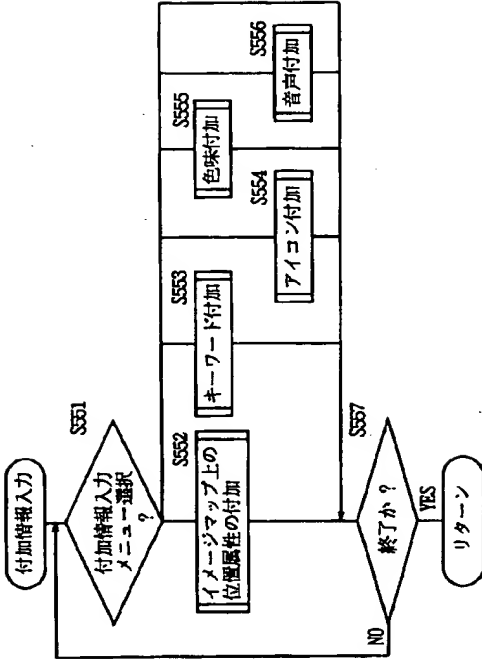 付加情報入力
S551
付加情報入力
メニュー選択
?
S552
イメージマップ上の
位置属性の付加
S553
キーワード付加
S554
アイコン付加
S555
色味付加
S556
音声付加
S557
終了か?
NO
YES
リターン